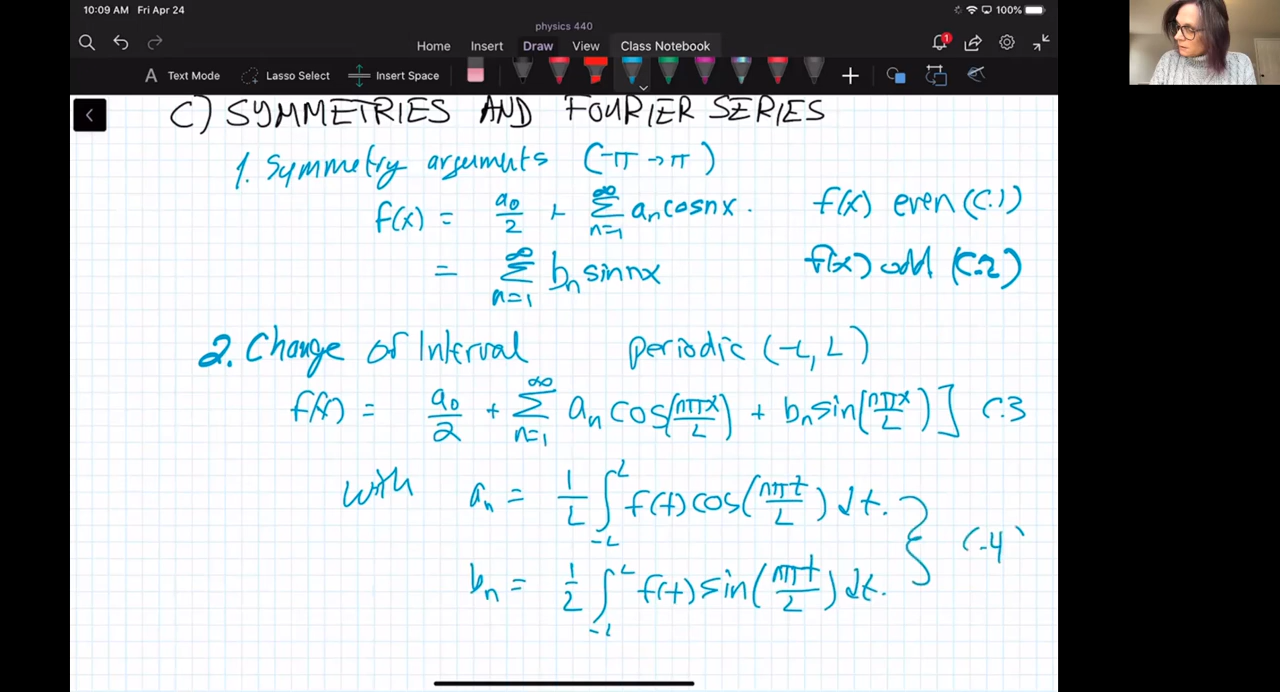 10:09 AM Fri Apr 24
100%
physics 440
Home Insert Draw View Class Notebook
1
Text Mode Lasso Select Insert Space
C) SYMMETRIES AND FOURIER SERIES
1. Symmetry arguments (-π → π)
f(x) = a₀/2 + ∑_{n=1}^{∞} aₙ cos nx. f(x) even (C.1)
= ∑_{n=1}^{∞} bₙ sin nx f(x) odd (C.2)
2. Change of Interval periodic (-L, L)
f(x) = a₀/2 + ∑_{n=1}^{∞} aₙ cos(nπx/L) + bₙ sin(nπx/L)] C.3
with aₙ = 1/L ∫_{-L}^{L} f(t) cos(nπt/L) dt. } (.4)
bₙ = 1/L ∫_{-L}^{L} f(t) sin(nπt/L) dt.